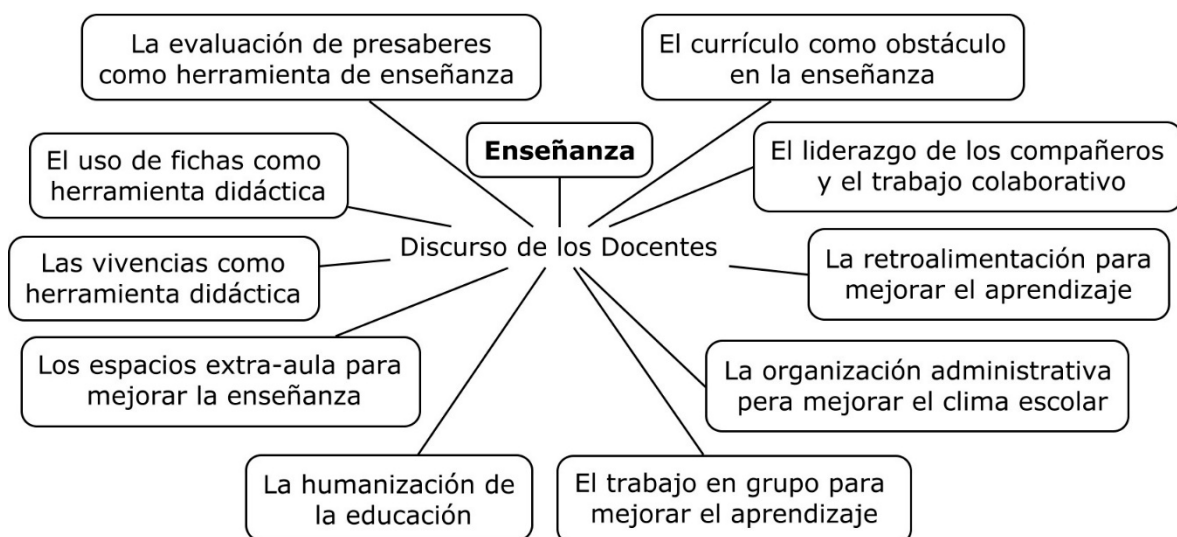 La evaluación de presaberes
como herramienta de enseñanza
El currículo como obstáculo
en la enseñanza
Enseñanza
El uso de fichas como
herramienta didáctica
El liderazgo de los compañeros
y el trabajo colaborativo
Discurso de los Docentes
Las vivencias como
herramienta didáctica
La retroalimentación para
mejorar el aprendizaje
Los espacios extra-aula para
mejorar la enseñanza
La organización administrativa
pera mejorar el clima escolar
La humanización de
la educación
El trabajo en grupo para
mejorar el aprendizaje